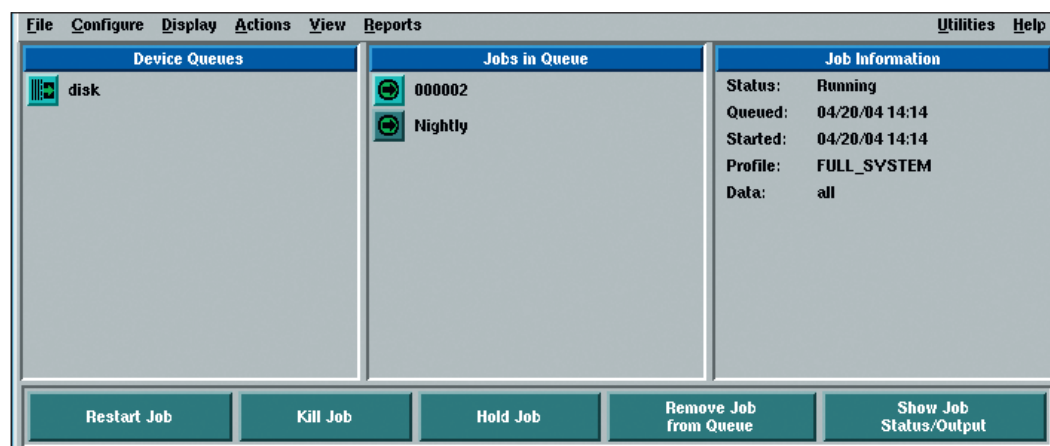 File Configure Display Actions View Reports Utilities Help
Device Queues
disk
Jobs in Queue
000002
Nightly
Job Information
Status: Running
Queued: 04/20/04 14:14
Started: 04/20/04 14:14
Profile: FULL_SYSTEM
Data: all
Restart Job
Kill Job
Hold Job
Remove Job
from Queue
Show Job
Status/Output